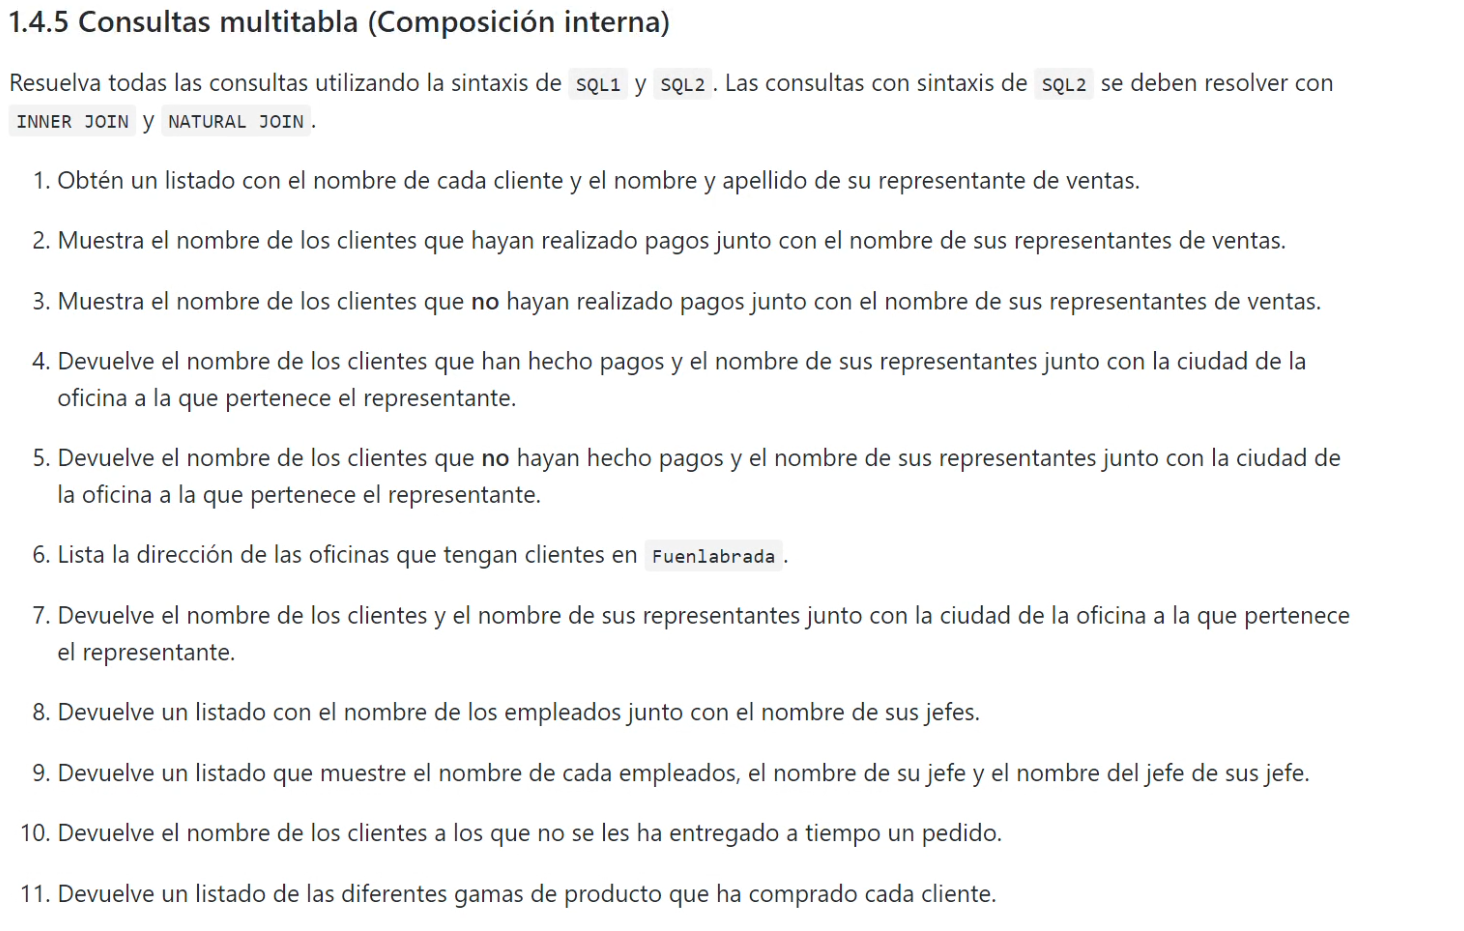 1.4.5 Consultas multitabla (Composición interna)
Resuelva todas las consultas utilizando la sintaxis de SQL1 y SQL2. Las consultas con sintaxis de SQL2 se deben resolver con
INNER JOIN y NATURAL JOIN.
1. Obtén un listado con el nombre de cada cliente y el nombre y apellido de su representante de ventas.
2. Muestra el nombre de los clientes que hayan realizado pagos junto con el nombre de sus representantes de ventas.
3. Muestra el nombre de los clientes que no hayan realizado pagos junto con el nombre de sus representantes de ventas.
4. Devuelve el nombre de los clientes que han hecho pagos y el nombre de sus representantes junto con la ciudad de la
oficina a la que pertenece el representante.
5. Devuelve el nombre de los clientes que no hayan hecho pagos y el nombre de sus representantes junto con la ciudad de
la oficina a la que pertenece el representante.
6. Lista la dirección de las oficinas que tengan clientes en Fuenlabrada.
7. Devuelve el nombre de los clientes y el nombre de sus representantes junto con la ciudad de la oficina a la que pertenece
el representante.
8. Devuelve un listado con el nombre de los empleados junto con el nombre de sus jefes.
9. Devuelve un listado que muestre el nombre de cada empleados, el nombre de su jefe y el nombre del jefe de sus jefe.
10. Devuelve el nombre de los clientes a los que no se les ha entregado a tiempo un pedido.
11. Devuelve un listado de las diferentes gamas de producto que ha comprado cada cliente.